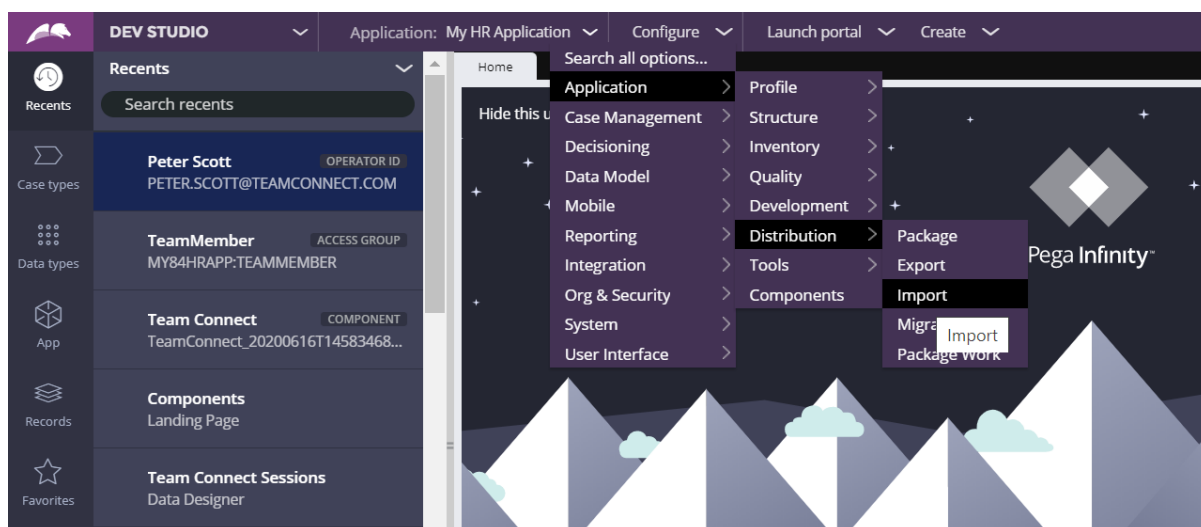 DEV STUDIO
Application: My HR Application
Configure
Launch portal
Create
Recents
Case types
Data types
App
Records
Favorites
Recents
Search recents
Peter Scott
OPERATOR ID
PETER.SCOTT@TEAMCONNECT.COM
TeamMember
ACCESS GROUP
MY84HRAPP:TEAMMEMBER
Team Connect
COMPONENT
TeamConnect_20200616T14583468...
Components
Landing Page
Team Connect Sessions
Data Designer
Home
Hide this u
Search all options...
Application
Case Management
Decisioning
Data Model
Mobile
Reporting
Integration
Org & Security
System
User Interface
Profile
Structure
Inventory
Quality
Development
Distribution
Tools
Components
Package
Export
Import
Migra
Import
Package Work
Pega Infinity™